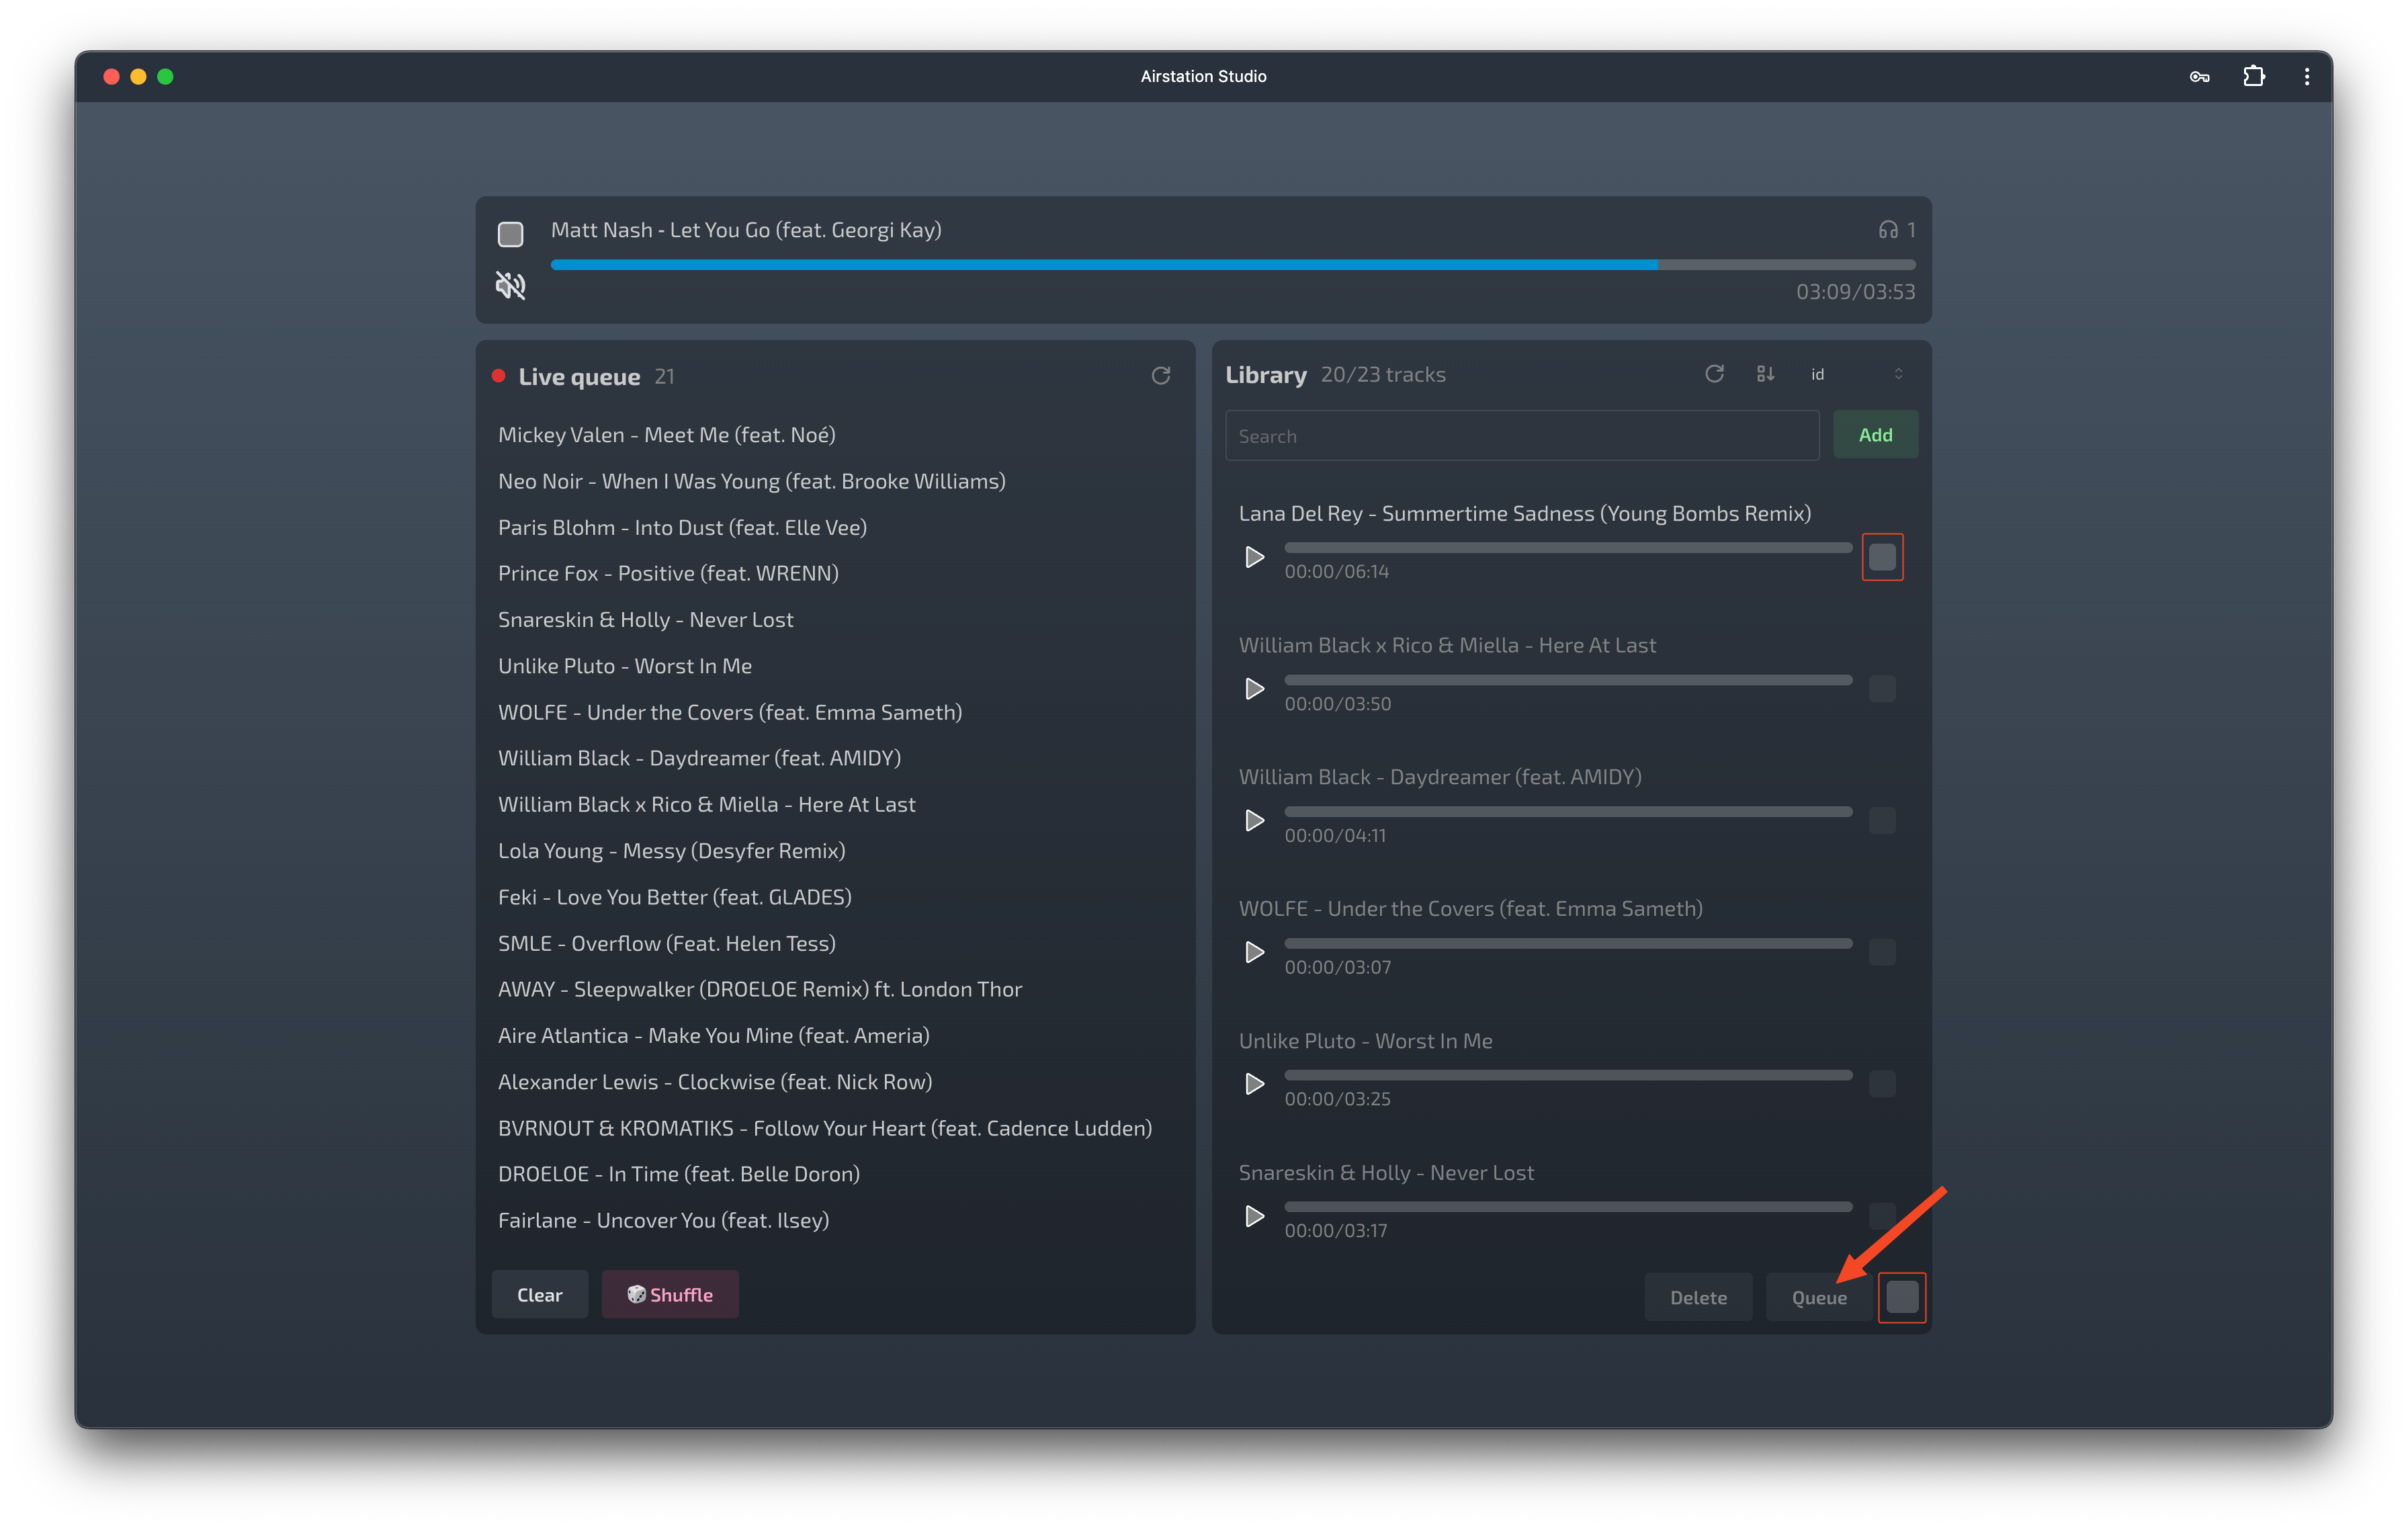 Airstation Studio
Matt Nash - Let You Go (feat. Georgi Kay)
1
03:09/03:53
Live queue 21
Mickey Valen - Meet Me (feat. Noé)
Neo Noir - When I Was Young (feat. Brooke Williams)
Paris Blohm - Into Dust (feat. Elle Vee)
Prince Fox - Positive (feat. WRENN)
Snareskin & Holly - Never Lost
Unlike Pluto - Worst In Me
WOLFE - Under the Covers (feat. Emma Sameth)
William Black - Daydreamer (feat. AMIDY)
William Black x Rico & Miella - Here At Last
Lola Young - Messy (Desyfer Remix)
Feki - Love You Better (feat. GLADES)
SMLE - Overflow (Feat. Helen Tess)
AWAY - Sleepwalker (DROELOE Remix) ft. London Thor
Aire Atlantica - Make You Mine (feat. Ameria)
Alexander Lewis - Clockwise (feat. Nick Row)
BVRNOUT & KROMATIKS - Follow Your Heart (feat. Cadence Ludden)
DROELOE - In Time (feat. Belle Doron)
Fairlane - Uncover You (feat. Ilsey)
Clear
Shuffle
Library 20/23 tracks
id
Search
Add
Lana Del Rey - Summertime Sadness (Young Bombs Remix)
00:00/06:14
William Black x Rico & Miella - Here At Last
00:00/03:50
William Black - Daydreamer (feat. AMIDY)
00:00/04:11
WOLFE - Under the Covers (feat. Emma Sameth)
00:00/03:07
Unlike Pluto - Worst In Me
00:00/03:25
Snareskin & Holly - Never Lost
00:00/03:17
Delete
Queue